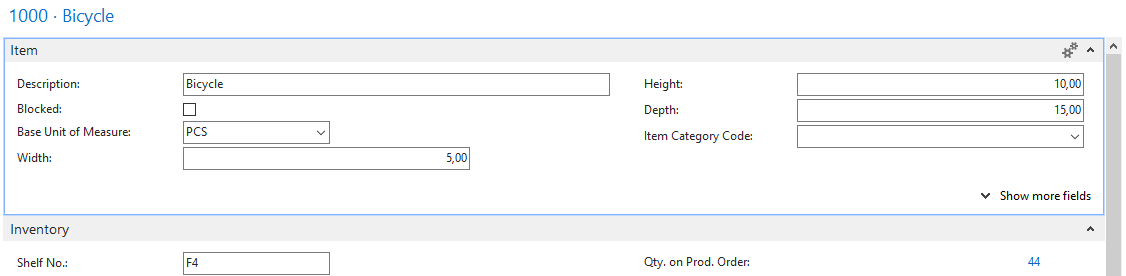 1000 · Bicycle
Item
Description: Bicycle
Blocked:
Base Unit of Measure: PCS
Width: 5,00
Height: 10,00
Depth: 15,00
Item Category Code:
Show more fields
Inventory
Shelf No.: F4
Qty. on Prod. Order: 44